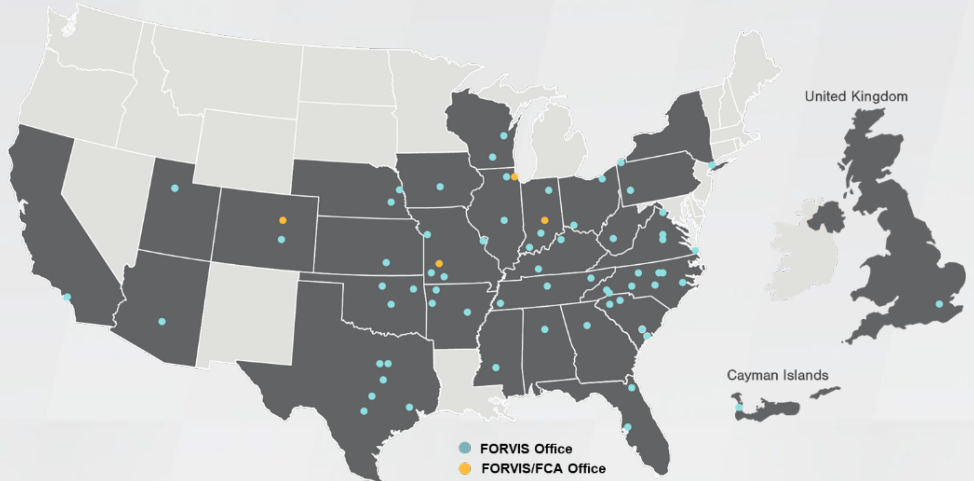 United Kingdom
Cayman Islands
FORVIS Office
FORVIS/FCA Office